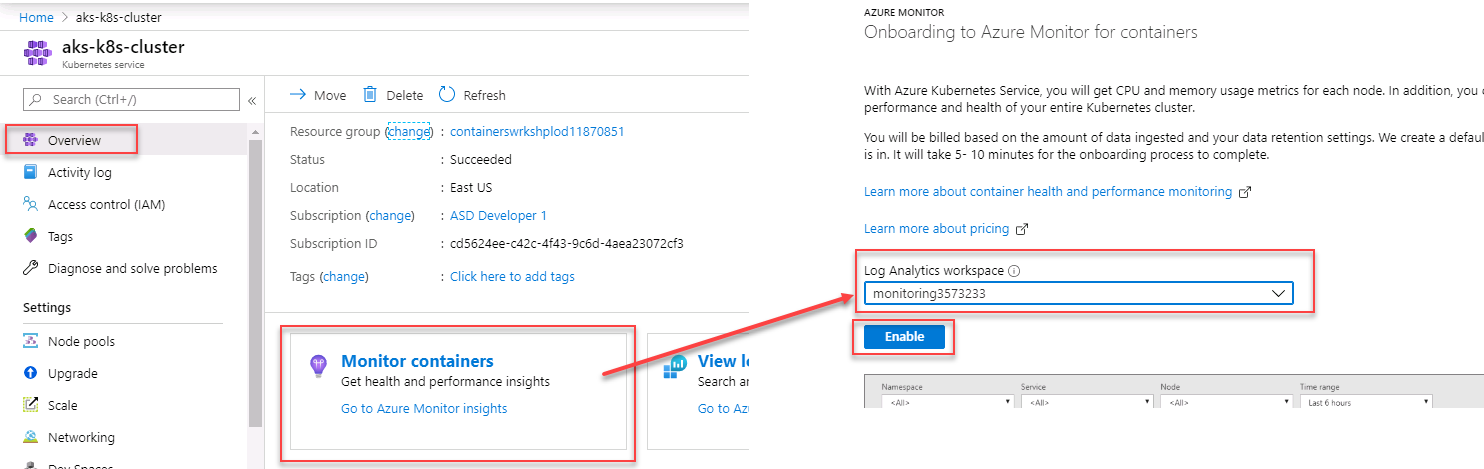 Home > aks-k8s-cluster
aks-k8s-cluster
Kubernetes service
Search (Ctrl+/)
«
Overview
Activity log
Access control (IAM)
Tags
Diagnose and solve problems
Settings
Node pools
Upgrade
Scale
Networking
Dev Spaces
Move Delete Refresh
Resource group (change) : containerswrkshplod11870851
Status : Succeeded
Location : East US
Subscription (change) : ASD Developer 1
Subscription ID : cd5624ee-c42c-4f43-9c6d-4aea23072cf3
Tags (change) : Click here to add tags
Monitor containers
Get health and performance insights
Go to Azure Monitor insights
View l
Search a
Go to Az
AZURE MONITOR
Onboarding to Azure Monitor for containers
With Azure Kubernetes Service, you will get CPU and memory usage metrics for each node. In addition, you
performance and health of your entire Kubernetes cluster.
You will be billed based on the amount of data ingested and your data retention settings. We create a defaul
is in. It will take 5- 10 minutes for the onboarding process to complete.
Learn more about container health and performance monitoring
Learn more about pricing
Log Analytics workspace
monitoring3573233
Enable
Namespace Service Node Time range
<All> <All> <All> Last 6 hours